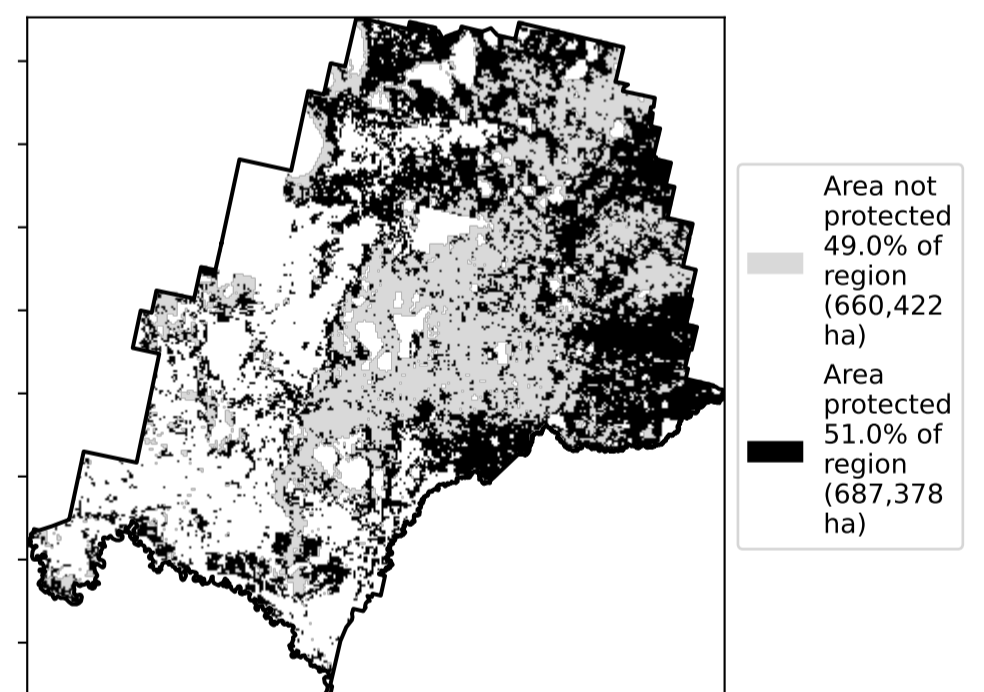 Area not
protected
49.0% of
region
(660,422
ha)
Area
protected
51.0% of
region
(687,378
ha)